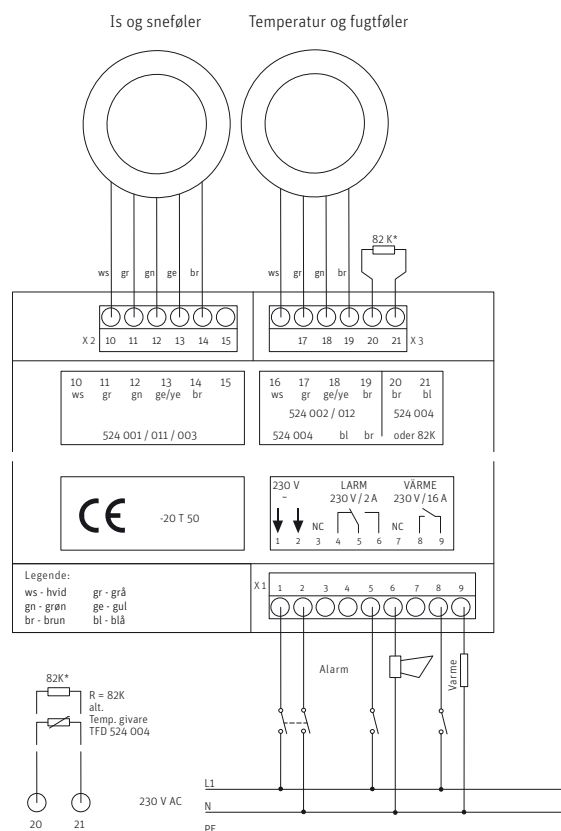 Is og sneføler Temperatur og fugtføler
82 K*
ws gr gn ge br ws gr gn br
X 2 10 11 12 13 14 15 17 18 19 20 21 X 3
10 11 12 13 14 15
ws gr gn ge/ye br
524 001 / 011 / 003
16 17 18 19 20 21
ws gr ge/ye br br bl
524 002 / 012 524 004
524 004 bl br oder 82K
CE -20 T 50
230 V LARM VÄRME
~ 230 V / 2 A 230 V / 16 A
NC NC
1 2 3 4 5 6 7 8 9
Legende:
ws - hvid gr - grå
gn - grøn ge - gul
br - brun bl - blå
X 1 1 2 3 4 5 6 7 8 9
Alarm
Varme
82K*
R = 82K
alt.
Temp. givare
TFD 524 004
20 21
230 V AC
L1
N
PE